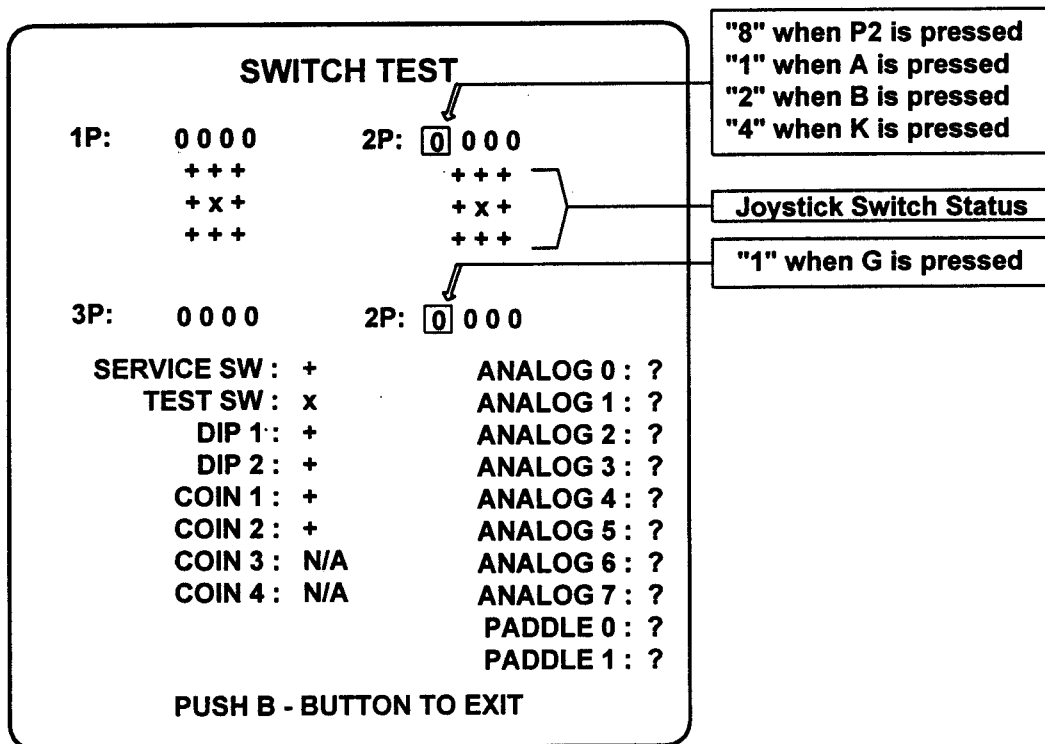 "8" when P2 is pressed
"1" when A is pressed
"2" when B is pressed
"4" when K is pressed
SWITCH TEST
1P: 0 0 0 0 2P: 0 0 0 0
+ + + + + +
+ x + + x +
+ + + + + +
Joystick Switch Status
"1" when G is pressed
3P: 0 0 0 0 2P: 0 0 0 0
SERVICE SW : + ANALOG 0 : ?
TEST SW : x ANALOG 1 : ?
DIP 1 : + ANALOG 2 : ?
DIP 2 : + ANALOG 3 : ?
COIN 1 : + ANALOG 4 : ?
COIN 2 : + ANALOG 5 : ?
COIN 3 : N/A ANALOG 6 : ?
COIN 4 : N/A ANALOG 7 : ?
PADDLE 0 : ?
PADDLE 1 : ?
PUSH B - BUTTON TO EXIT